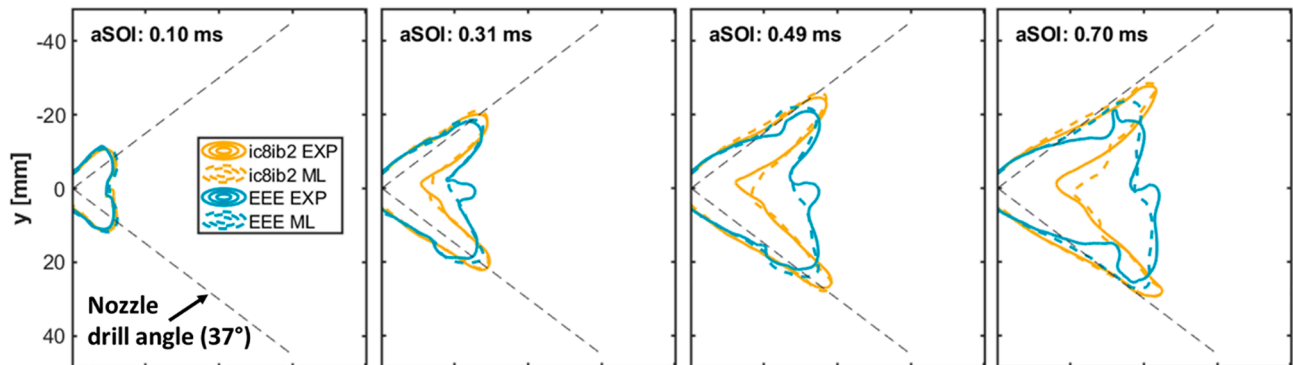 aSOI: 0.10 ms
aSOI: 0.31 ms
aSOI: 0.49 ms
aSOI: 0.70 ms
-40
-20
0
20
40
y [mm]
ic8ib2 EXP
ic8ib2 ML
EEE EXP
EEE ML
Nozzle
drill angle (37°)